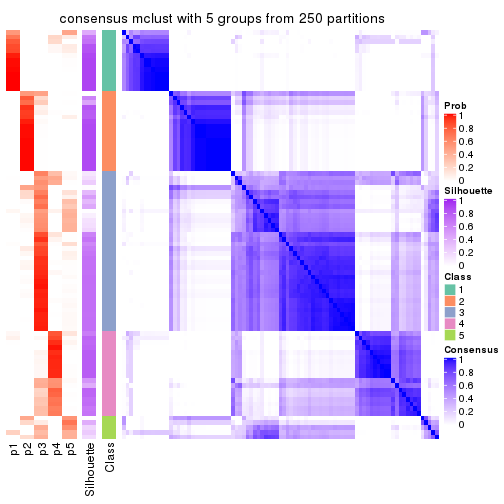 consensus mclust with 5 groups from 250 partitions
Prob
1
0.8
0.6
0.4
0.2
0
Silhouette
1
0.8
0.6
0.4
0.2
0
Class
1
2
3
4
5
Consensus
1
0.8
0.6
0.4
0.2
0
p1
p2
p3
p4
p5
Silhouette
Class